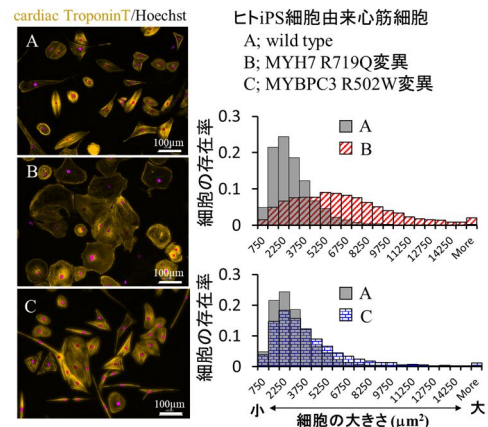 cardiac TroponinT/Hoechst
A
100μm
B
100μm
C
100μm
ヒトiPS細胞由来心筋細胞
A; wild type
B; MYH7 R719Q変異
C; MYBPC3 R502W変異
細胞の存在率
0.3
0.2
0.1
0
A
B
750
2250
3750
5250
6750
8250
9750
11250
12750
14250
More
細胞の存在率
0.3
0.2
0.1
0
A
C
750
2250
3750
5250
6750
8250
9750
11250
12750
14250
More
小
大
細胞の大きさ(μm²)